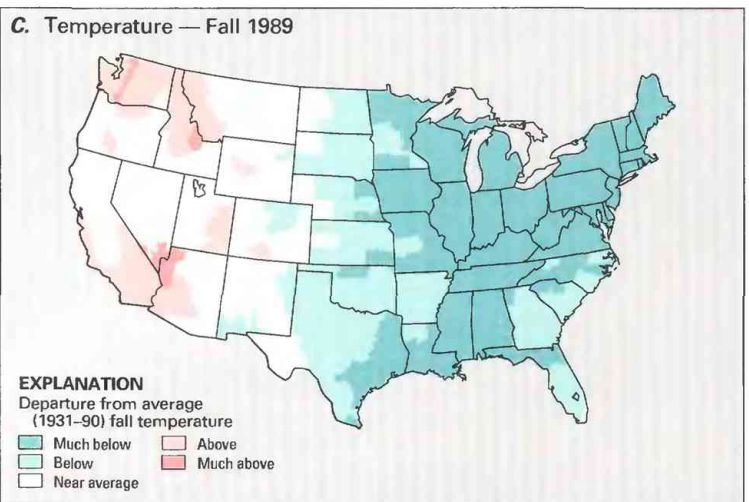 C. Temperature — Fall 1989
EXPLANATION
Departure from average
(1931–90) fall temperature
Much below
Below
Near average
Above
Much above